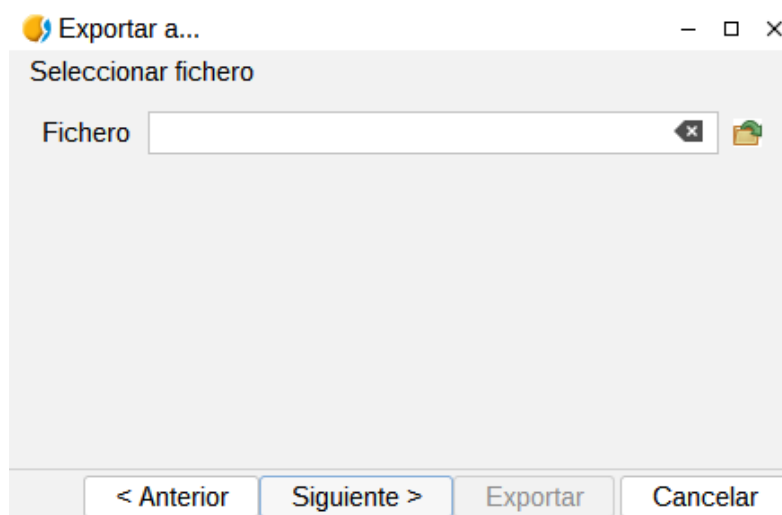 Exportar a...
Seleccionar fichero
Fichero
< Anterior Siguiente > Exportar Cancelar